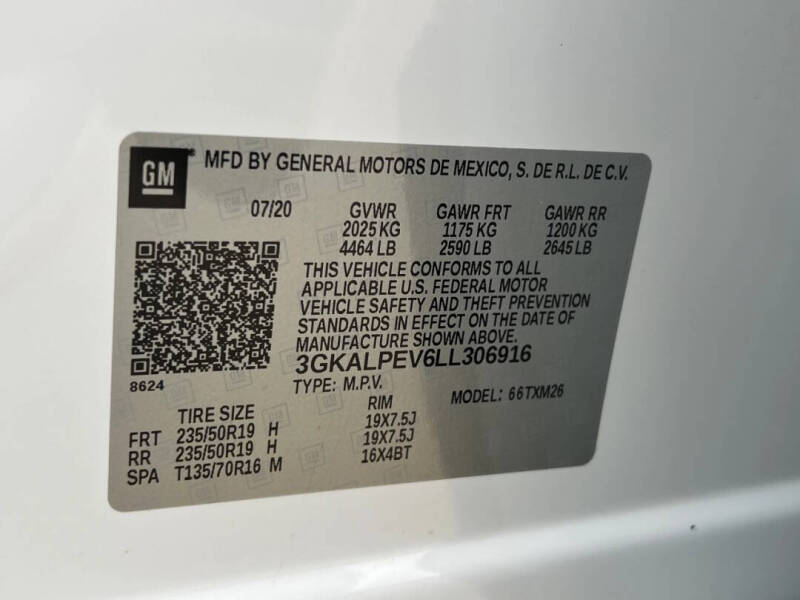 GM MFD BY GENERAL MOTORS DE MEXICO, S. DE R.L. DE C.V.
07/20 GVWR GAWR FRT GAWR RR
2025 KG 1175 KG 1200 KG
4464 LB 2590 LB 2645 LB
THIS VEHICLE CONFORMS TO ALL
APPLICABLE U.S. FEDERAL MOTOR
VEHICLE SAFETY AND THEFT PREVENTION
STANDARDS IN EFFECT ON THE DATE OF
MANUFACTURE SHOWN ABOVE.
3GKALPEV6LL306916
8624 TYPE: M.P.V. MODEL: 66TXM26
TIRE SIZE RIM
FRT 235/50R19 H 19X7.5J
RR 235/50R19 H 19X7.5J
SPA T135/70R16 M 16X4BT